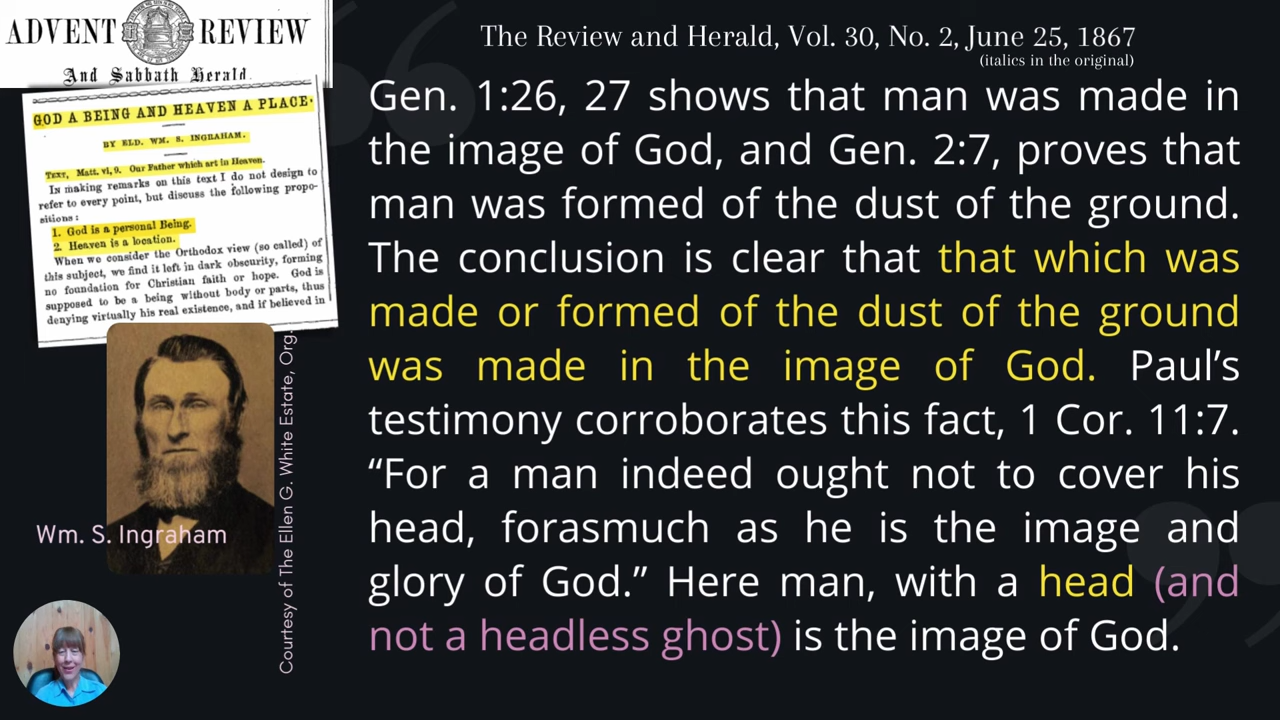 ADVENT REVIEW
And Sabbath Herald.
GOD A BEING AND HEAVEN A PLACE.
BY ELD. WM. S. INGRAHAM.
TEXT, Matt. vi, 9. Our Father which art in Heaven.
In making remarks on this text I do not design to
refer to every point, but discuss the following propo-
sitions :
1. God is a personal Being.
2. Heaven is a location.
When we consider the Orthodox view (so called) of
this subject, we find it left in dark obscurity, forming
no foundation for Christian faith or hope. God is
supposed to be a being without body or parts, thus
denying virtually his real existence, and if believed in
Wm. S. Ingraham
Courtesy of The Ellen G. White Estate, Org.
The Review and Herald, Vol. 30, No. 2, June 25, 1867
(italics in the original)
Gen. 1:26, 27 shows that man was made in
the image of God, and Gen. 2:7, proves that
man was formed of the dust of the ground.
The conclusion is clear that that which was
made or formed of the dust of the ground
was made in the image of God. Paul’s
testimony corroborates this fact, 1 Cor. 11:7.
“For a man indeed ought not to cover his
head, forasmuch as he is the image and
glory of God.” Here man, with a head (and
not a headless ghost) is the image of God.